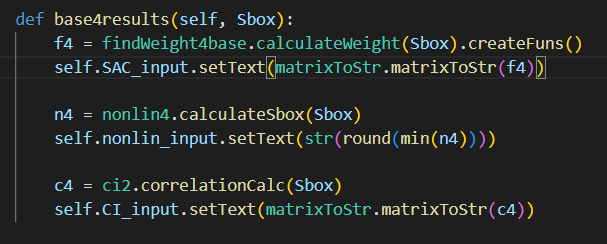 def base4results(self, Sbox):
    f4 = findWeight4base.calculateWeight(Sbox).createFuns()
    self.SAC_input.setText(matrixToStr.matrixToStr(f4))
    n4 = nonlin4.calculateSbox(Sbox)
    self.nonlin_input.setText(str(round(min(n4))))
    c4 = ci2.correlationCalc(Sbox)
    self.CI_input.setText(matrixToStr.matrixToStr(c4))